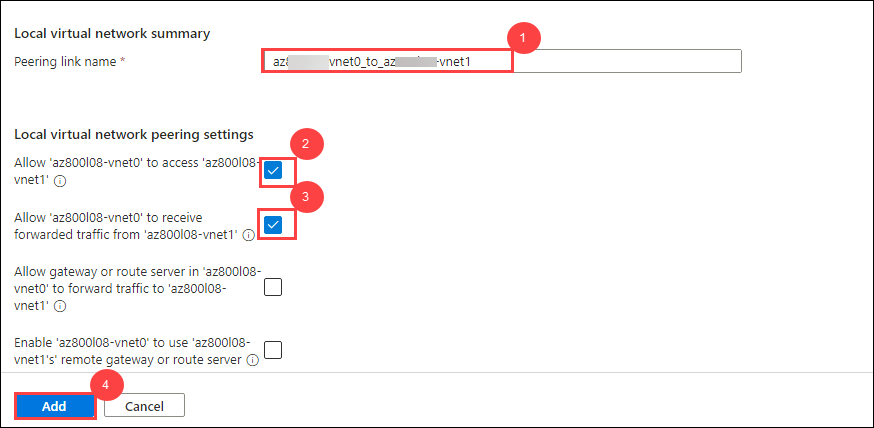 Local virtual network summary
1
Peering link name *
az8 vnet0_to_az -vnet1
Local virtual network peering settings
2
Allow 'az800l08-vnet0' to access 'az800l08-
vnet1'
3
Allow 'az800l08-vnet0' to receive
forwarded traffic from 'az800l08-vnet1'
Allow gateway or route server in 'az800l08-
vnet0' to forward traffic to 'az800l08-
vnet1'
Enable 'az800l08-vnet0' to use 'az800l08-
vnet1's' remote gateway or route server
4
Add
Cancel